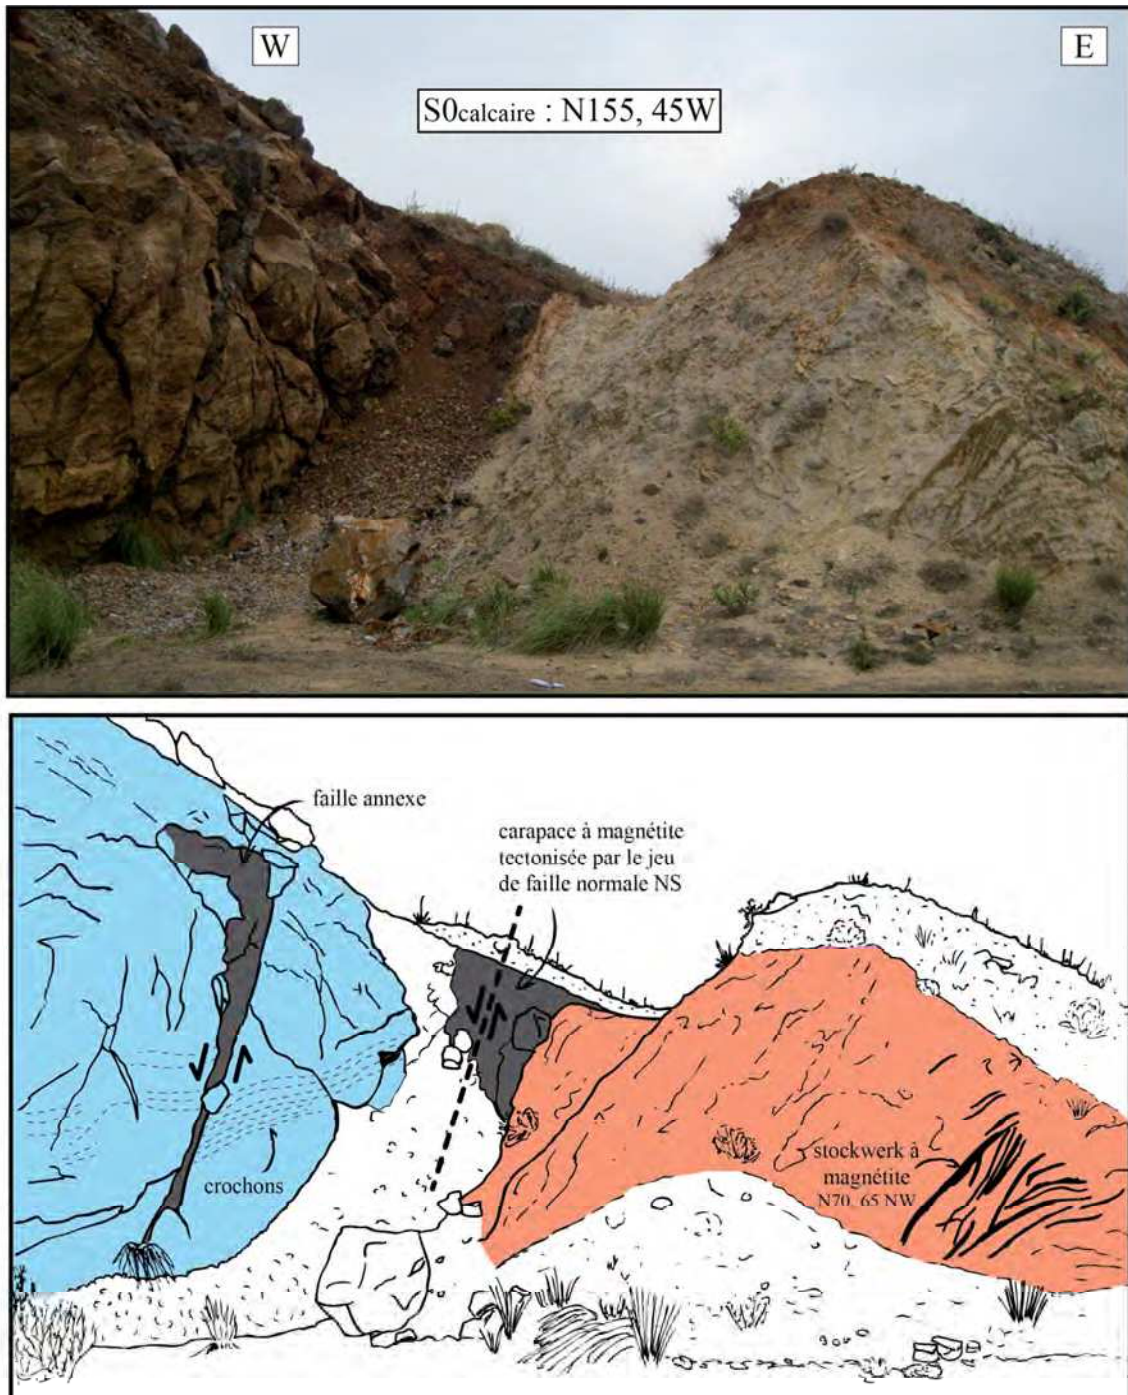 W
E
S0calcaire : N155, 45W
faille annexe
carapace à magnétite
tectonisée par le jeu
de faille normale NS
crochons
stockwerk à
magnétite
N70, 65 NW